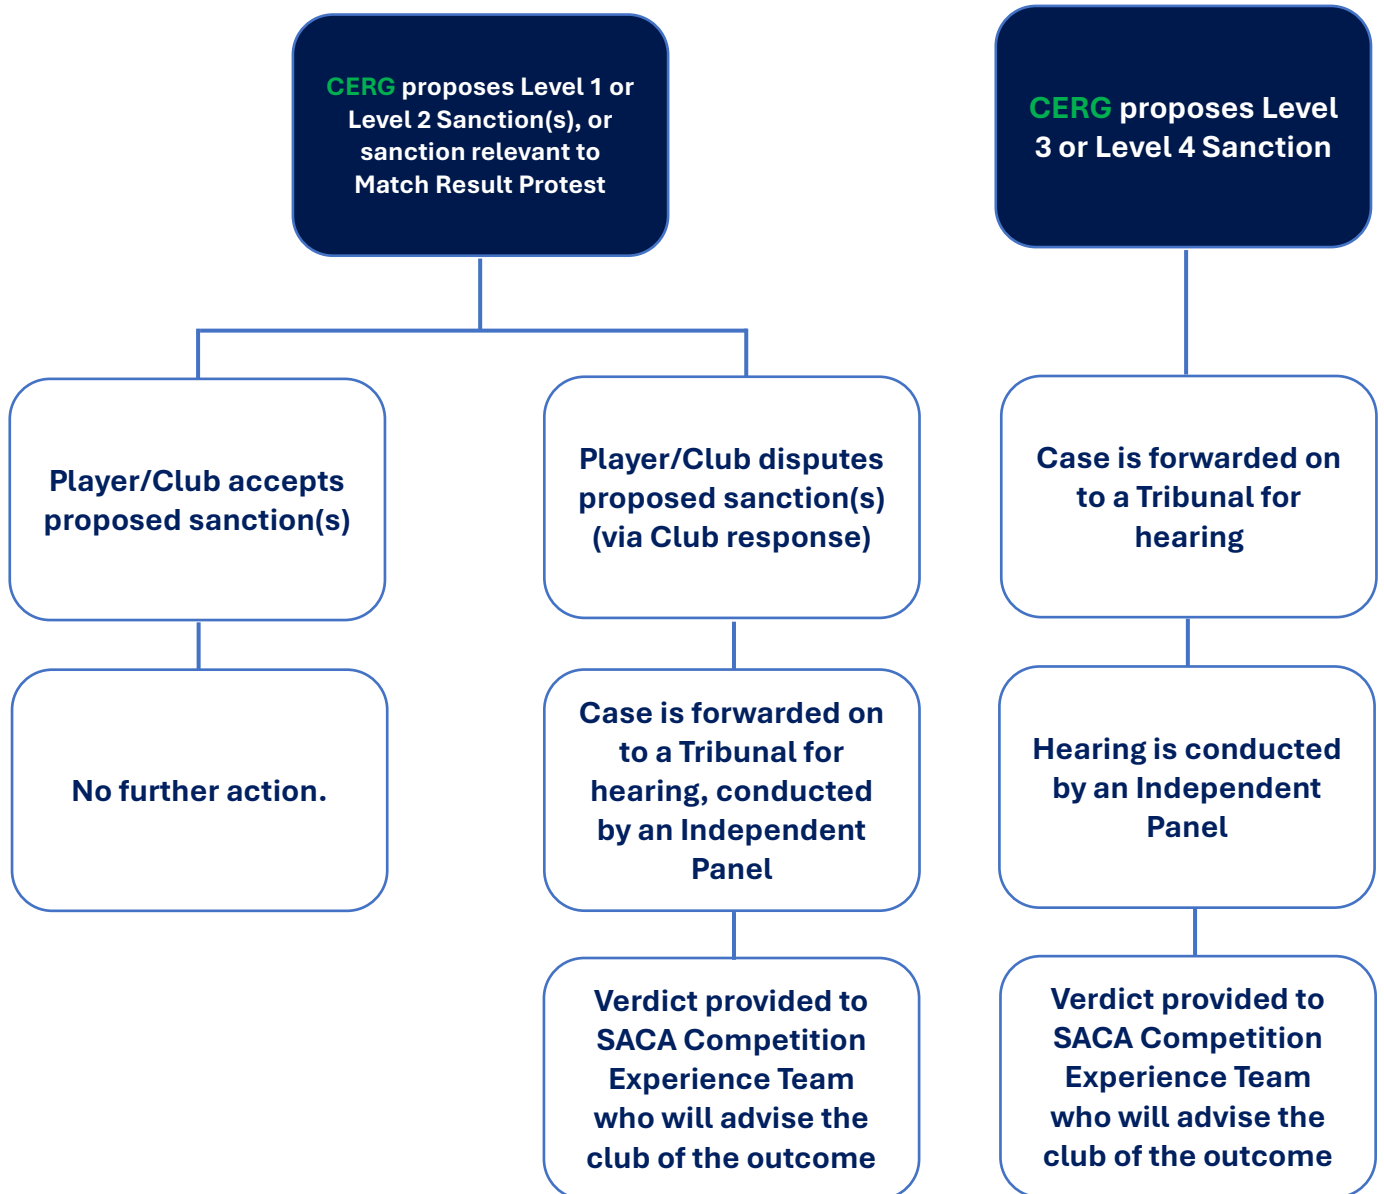 CERG proposes Level 1 or
Level 2 Sanction(s), or
sanction relevant to
Match Result Protest
CERG proposes Level
3 or Level 4 Sanction
Player/Club accepts
proposed sanction(s)
Player/Club disputes
proposed sanction(s)
(via Club response)
Case is forwarded on
to a Tribunal for
hearing
No further action.
Case is forwarded on
to a Tribunal for
hearing, conducted
by an Independent
Panel
Hearing is conducted
by an Independent
Panel
Verdict provided to
SACA Competition
Experience Team
who will advise the
club of the outcome
Verdict provided to
SACA Competition
Experience Team
who will advise the
club of the outcome